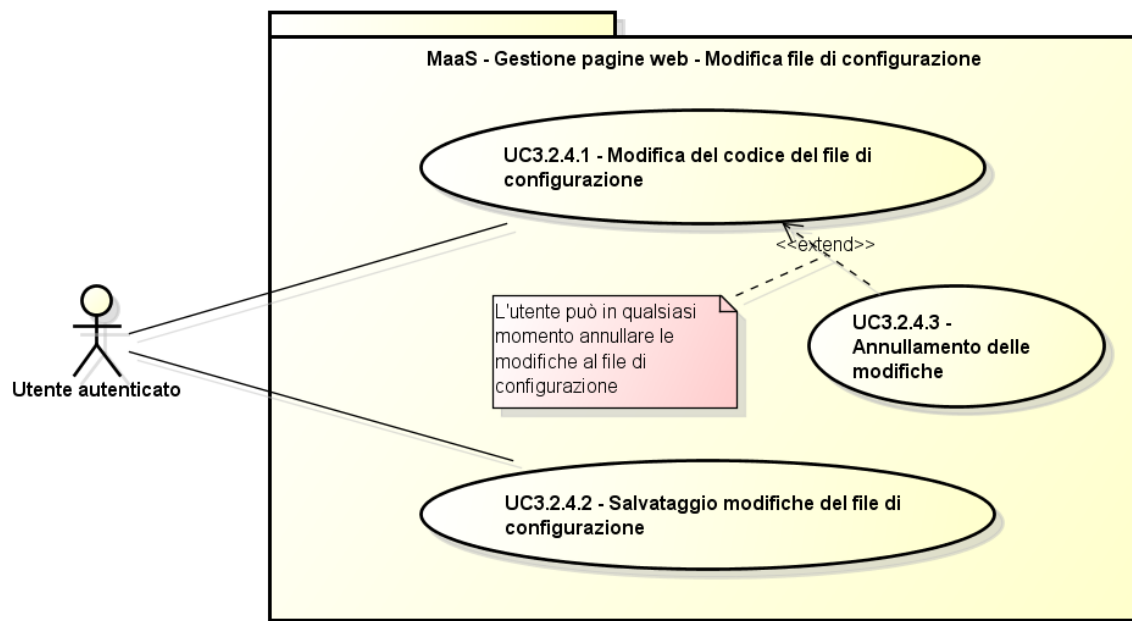 MaaS - Gestione pagine web - Modifica file di configurazione
UC3.2.4.1 - Modifica del codice del file di
configurazione
<<extend>>
L'utente può in qualsiasi
momento annullare le
modifiche al file di
configurazione
UC3.2.4.3 -
Annullamento delle
modifiche
Utente autenticato
UC3.2.4.2 - Salvataggio modifiche del file di
configurazione